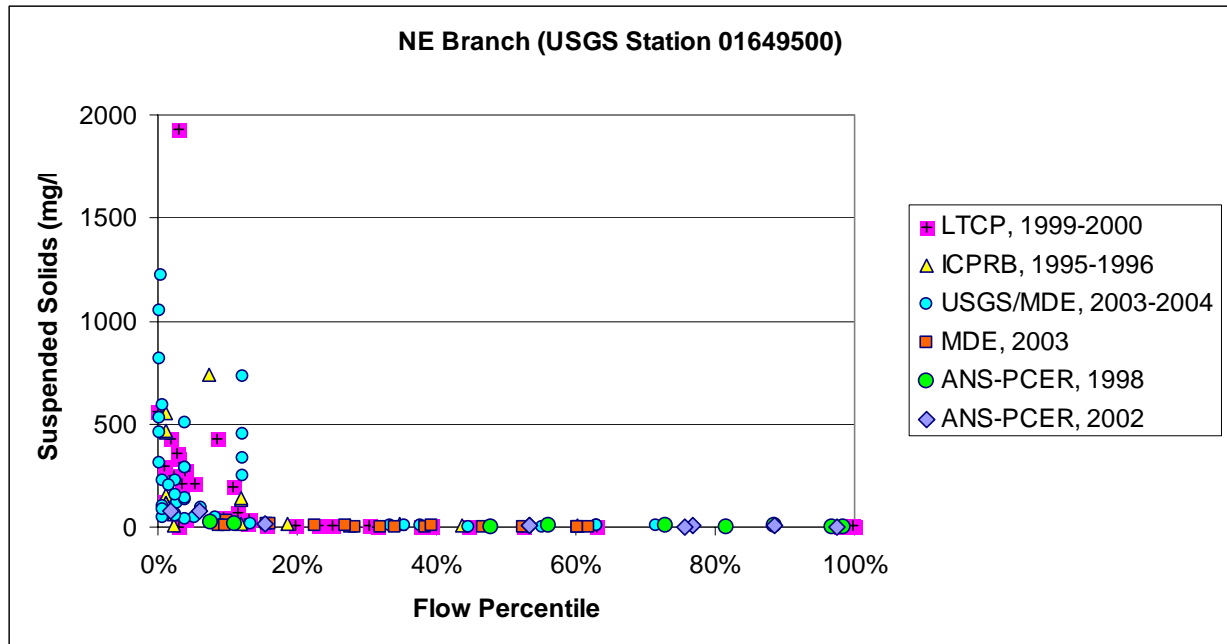 NE Branch (USGS Station 01649500)
Suspended Solids (mg/l
2000
1500
1000
500
0
0% 20% 40% 60% 80% 100%
Flow Percentile
LTCP, 1999-2000
ICPRB, 1995-1996
USGS/MDE, 2003-2004
MDE, 2003
ANS-PCER, 1998
ANS-PCER, 2002